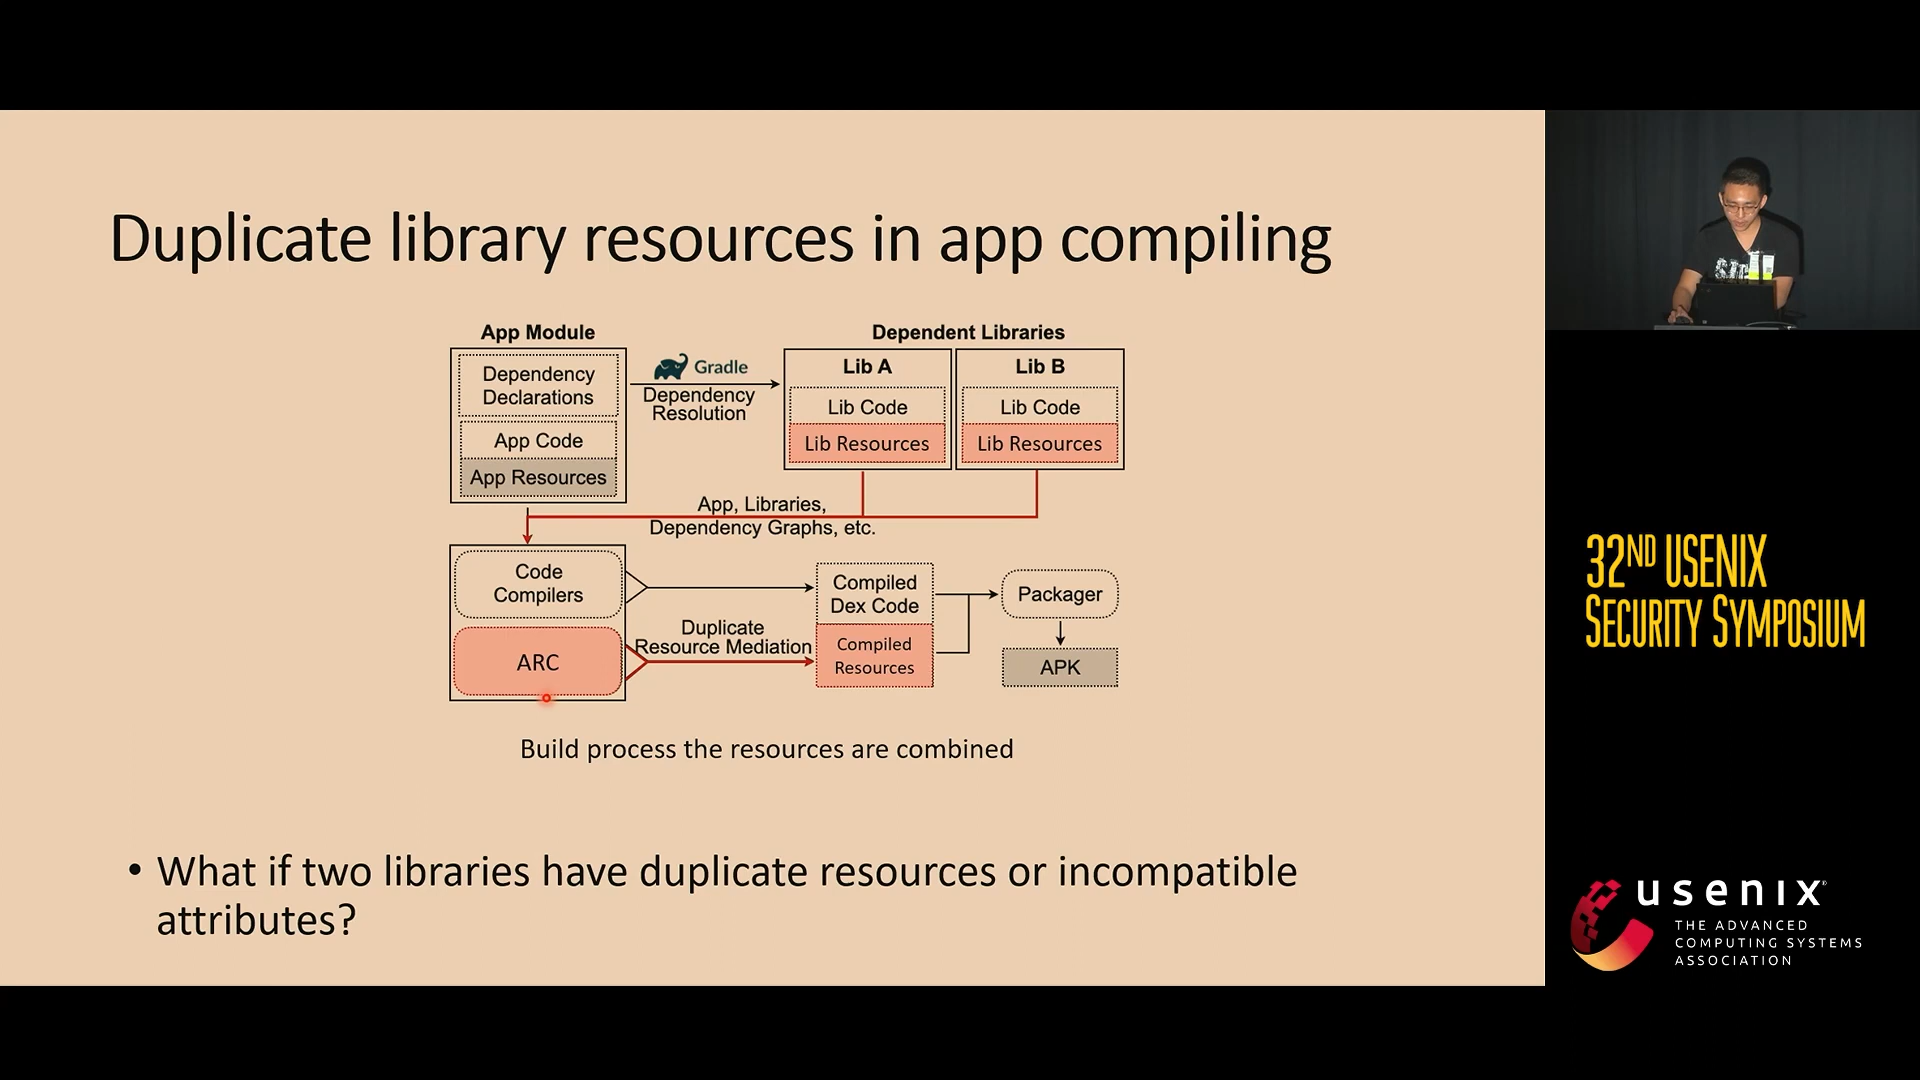 Duplicate library resources in app compiling
App Module
Dependent Libraries
Dependency
Declarations
App Code
App Resources
Gradle
Dependency
Resolution
Lib A
Lib Code
Lib Resources
Lib B
Lib Code
Lib Resources
App, Libraries,
Dependency Graphs, etc.
Code
Compilers
ARC
Duplicate
Resource Mediation
Compiled
Dex Code
Compiled
Resources
Packager
APK
Build process the resources are combined
• What if two libraries have duplicate resources or incompatible
attributes?
32ND USENIX
SECURITY SYMPOSIUM
usenix®
THE ADVANCED
COMPUTING SYSTEMS
ASSOCIATION